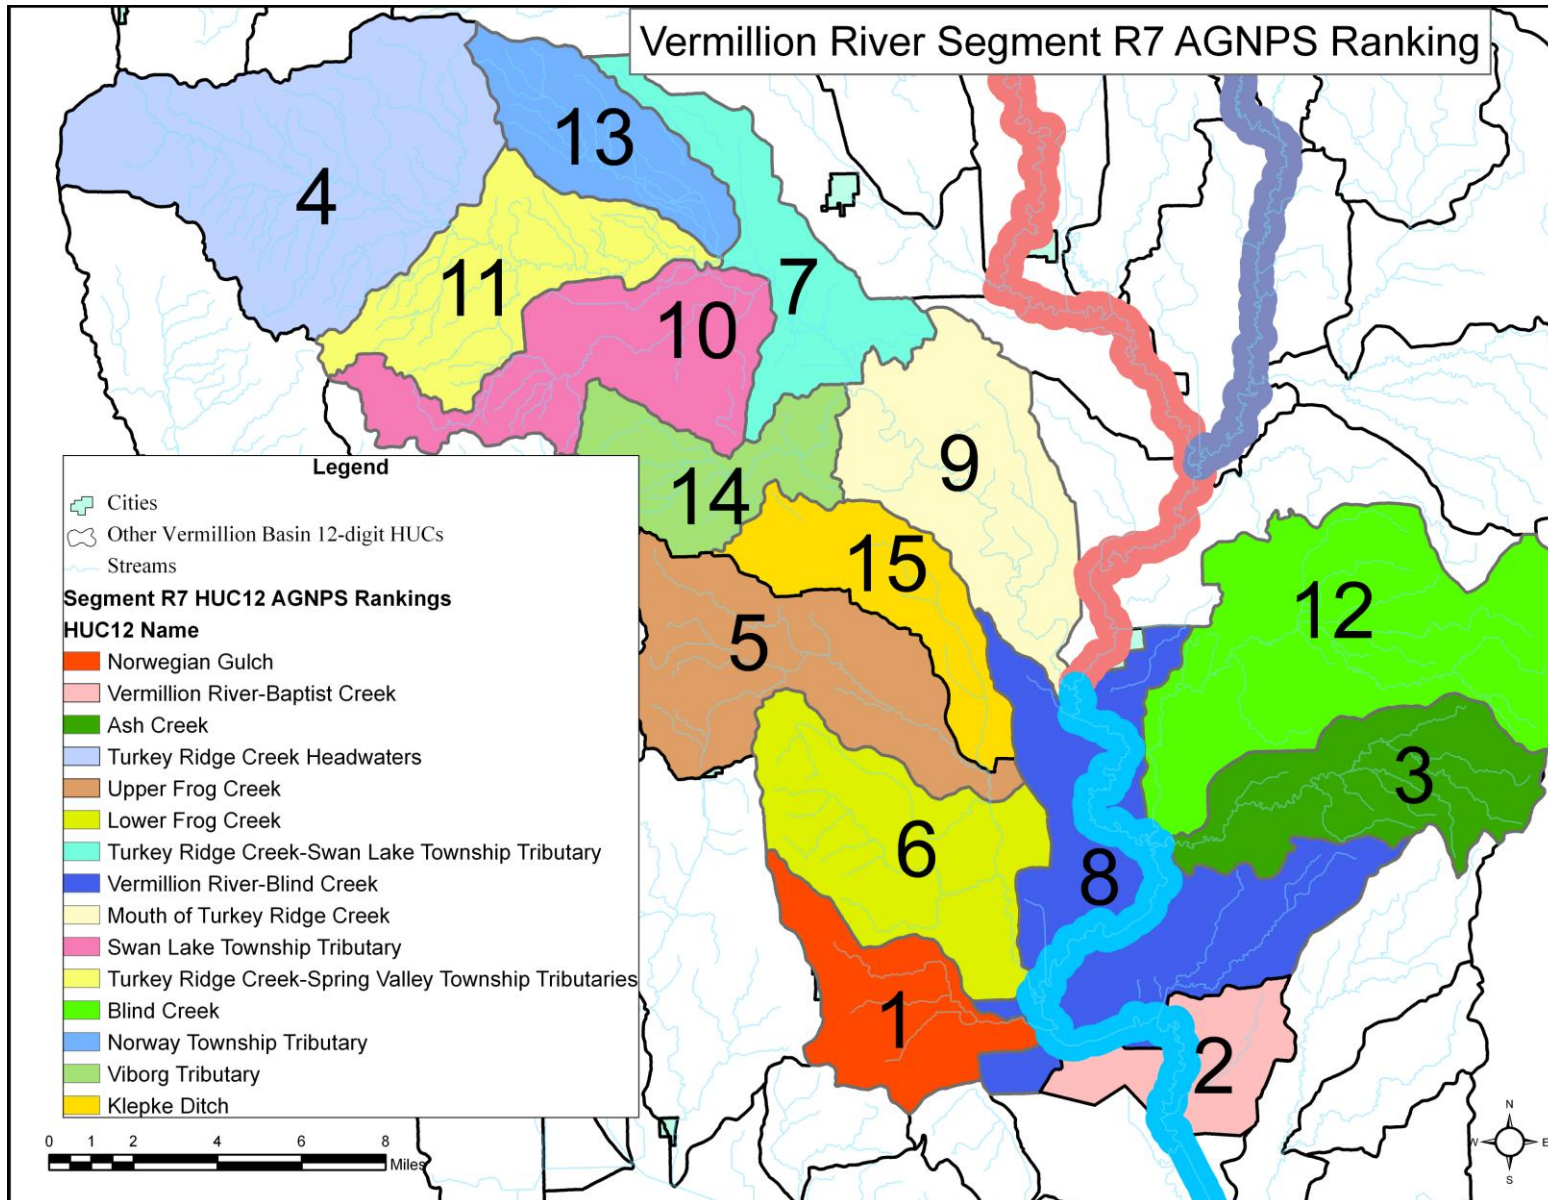 Vermillion River Segment R7 AGNPS Ranking
13
4
7
11
10
9
14
15
12
5
3
6
8
1
2
Legend
Cities
Other Vermillion Basin 12-digit HUCs
Streams
Segment R7 HUC12 AGNPS Rankings
HUC12 Name
Norwegian Gulch
Vermillion River-Baptist Creek
Ash Creek
Turkey Ridge Creek Headwaters
Upper Frog Creek
Lower Frog Creek
Turkey Ridge Creek-Swan Lake Township Tributary
Vermillion River-Blind Creek
Mouth of Turkey Ridge Creek
Swan Lake Township Tributary
Turkey Ridge Creek-Spring Valley Township Tributaries
Blind Creek
Norway Township Tributary
Viborg Tributary
Klepke Ditch
0 1 2 4 6 8
Miles
N
W E
S